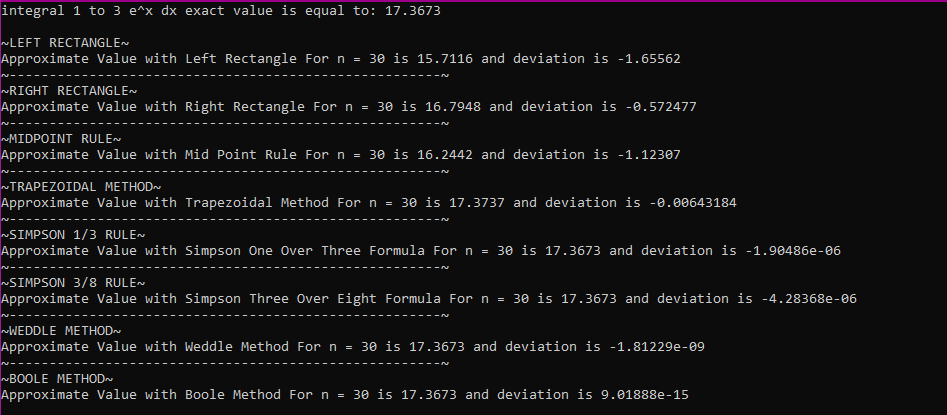 integral 1 to 3 e^x dx exact value is equal to: 17.3673
~LEFT RECTANGLE~
Approximate Value with Left Rectangle For n = 30 is 15.7116 and deviation is -1.65562
~------------------------------------------------------~
~RIGHT RECTANGLE~
Approximate Value with Right Rectangle For n = 30 is 16.7948 and deviation is -0.572477
~------------------------------------------------------~
~MIDPOINT RULE~
Approximate Value with Mid Point Rule For n = 30 is 16.2442 and deviation is -1.12307
~------------------------------------------------------~
~TRAPEZOIDAL METHOD~
Approximate Value with Trapezoidal Method For n = 30 is 17.3737 and deviation is -0.00643184
~------------------------------------------------------~
~SIMPSON 1/3 RULE~
Approximate Value with Simpson One Over Three Formula For n = 30 is 17.3673 and deviation is -1.90486e-06
~------------------------------------------------------~
~SIMPSON 3/8 RULE~
Approximate Value with Simpson Three Over Eight Formula For n = 30 is 17.3673 and deviation is -4.28368e-06
~------------------------------------------------------~
~WEDDLE METHOD~
Approximate Value with Weddle Method For n = 30 is 17.3673 and deviation is -1.81229e-09
~------------------------------------------------------~
~BOOLE METHOD~
Approximate Value with Boole Method For n = 30 is 17.3673 and deviation is 9.01888e-15